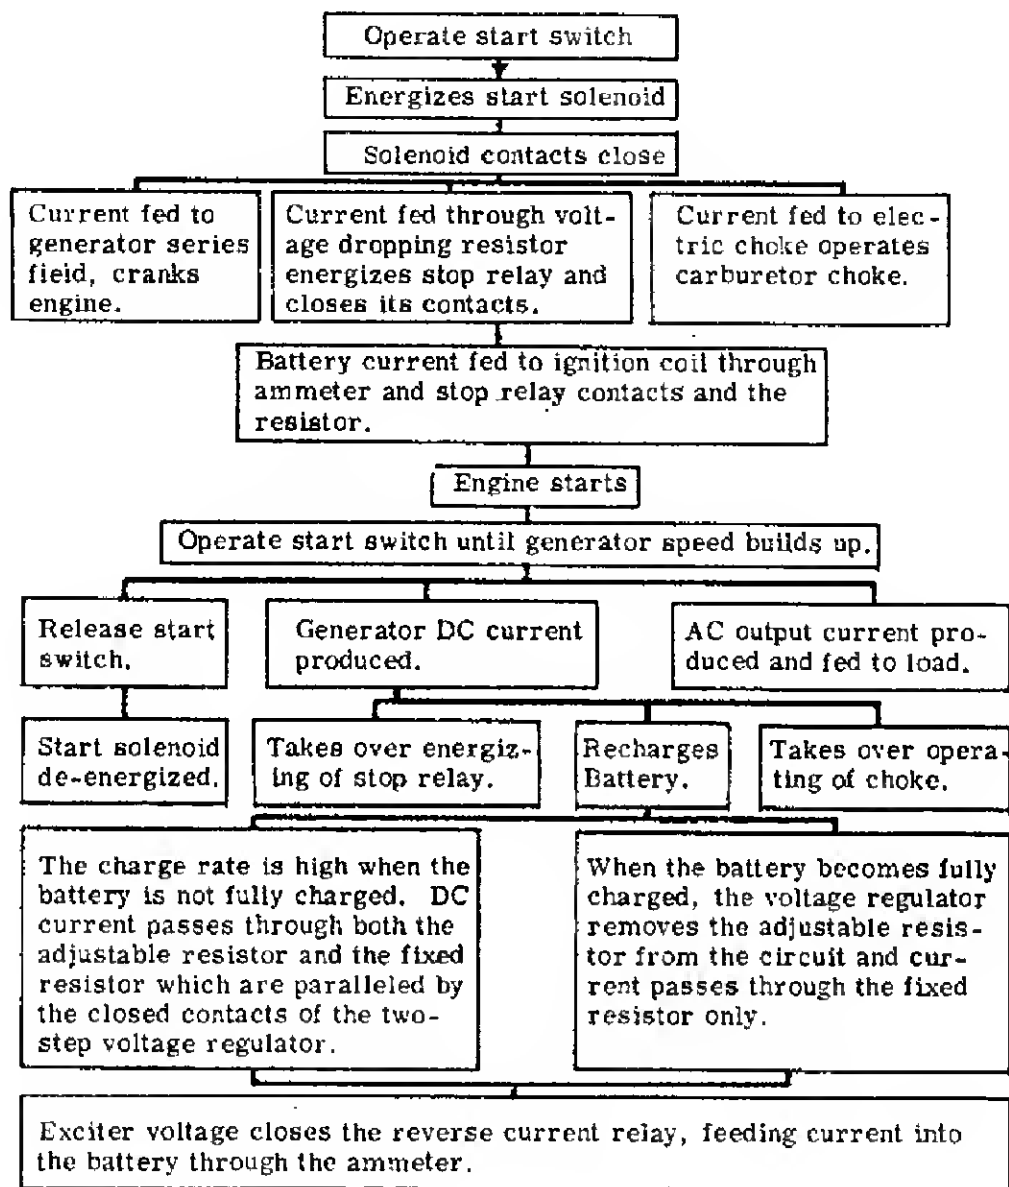 Operate start switch
Energizes start solenoid
Solenoid contacts close
Current fed to
generator series
field, cranks
engine.
Current fed through volt-
age dropping resistor
energizes stop relay and
closes its contacts.
Current fed to elec-
tric choke operates
carburetor choke.
Battery current fed to ignition coil through
ammeter and stop relay contacts and the
resistor.
Engine starts
Operate start switch until generator speed builds up.
Release start
switch.
Generator DC current
produced.
AC output current pro-
duced and fed to load.
Start solenoid
de-energized.
Takes over energiz-
ing of stop relay.
Recharges
Battery.
Takes over opera-
ting of choke.
The charge rate is high when the
battery is not fully charged. DC
current passes through both the
adjustable resistor and the fixed
resistor which are paralleled by
the closed contacts of the two-
step voltage regulator.
When the battery becomes fully
charged, the voltage regulator
removes the adjustable resis-
tor from the circuit and cur-
rent passes through the fixed
resistor only.
Exciter voltage closes the reverse current relay, feeding current into
the battery through the ammeter.